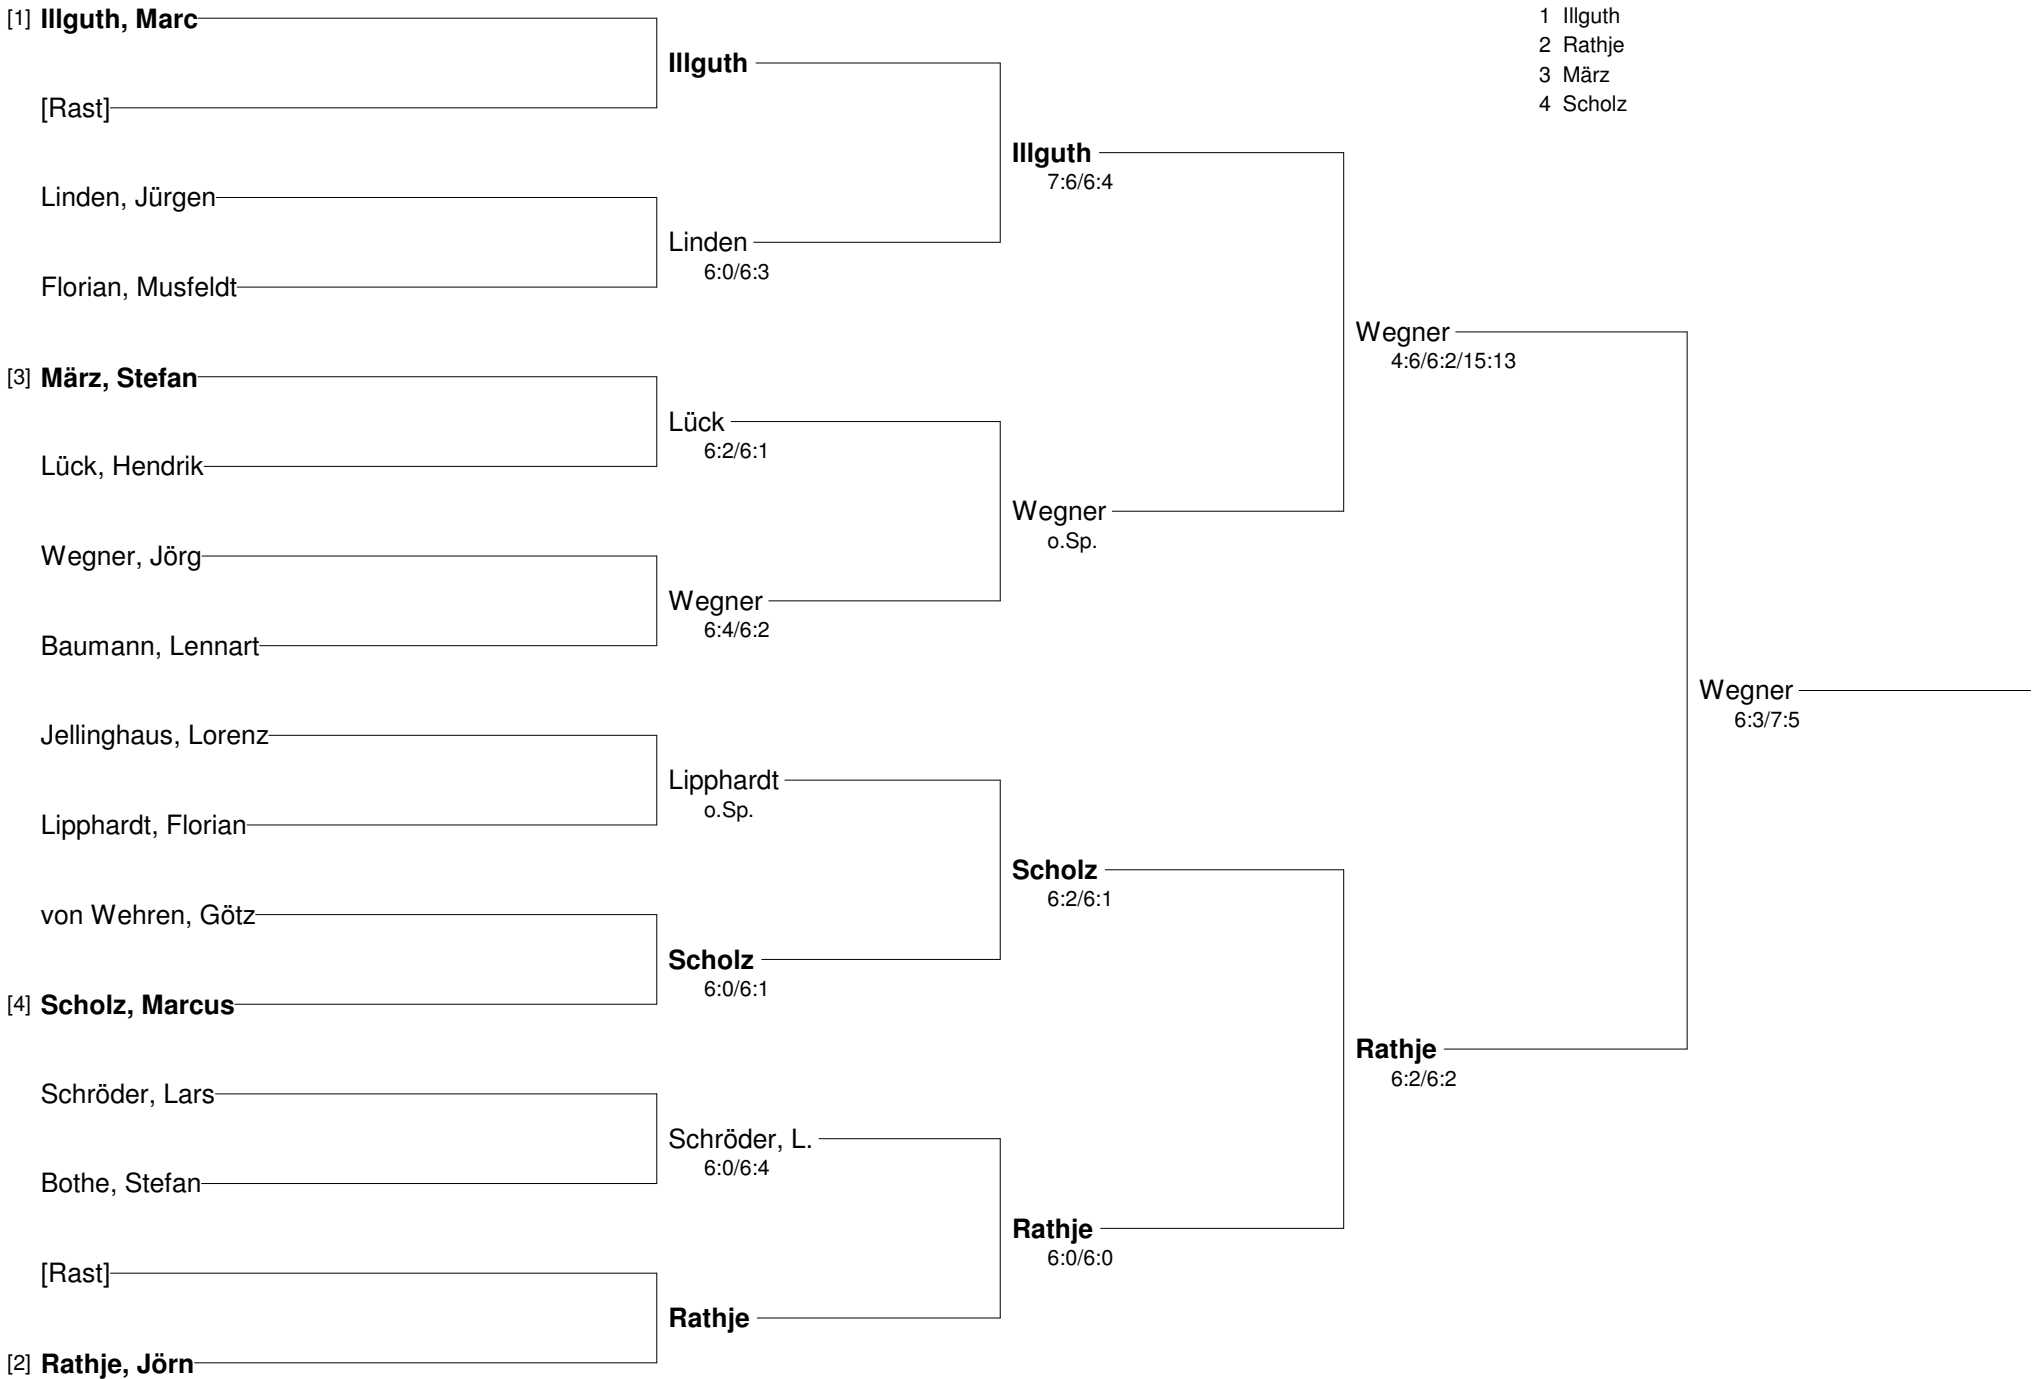 [1] Illguth, Marc
[Rast]
Linden, Jürgen
Florian, Musfeldt
[3] März, Stefan
Lück, Hendrik
Wegner, Jörg
Baumann, Lennart
Jellinghaus, Lorenz
Lipphardt, Florian
von Wehren, Götz
[4] Scholz, Marcus
Schröder, Lars
Bothe, Stefan
[Rast]
[2] Rathje, Jörn
Illguth
Linden
6:0/6:3
Lück
6:2/6:1
Wegner
6:4/6:2
Lipphardt
o.Sp.
Scholz
6:0/6:1
Schröder, L.
6:0/6:4
Rathje
Illguth
7:6/6:4
Wegner
o.Sp.
Scholz
6:2/6:1
Rathje
6:0/6:0
Wegner
4:6/6:2/15:13
Rathje
6:2/6:2
Wegner
6:3/7:5
1 Illguth
2 Rathje
3 März
4 Scholz